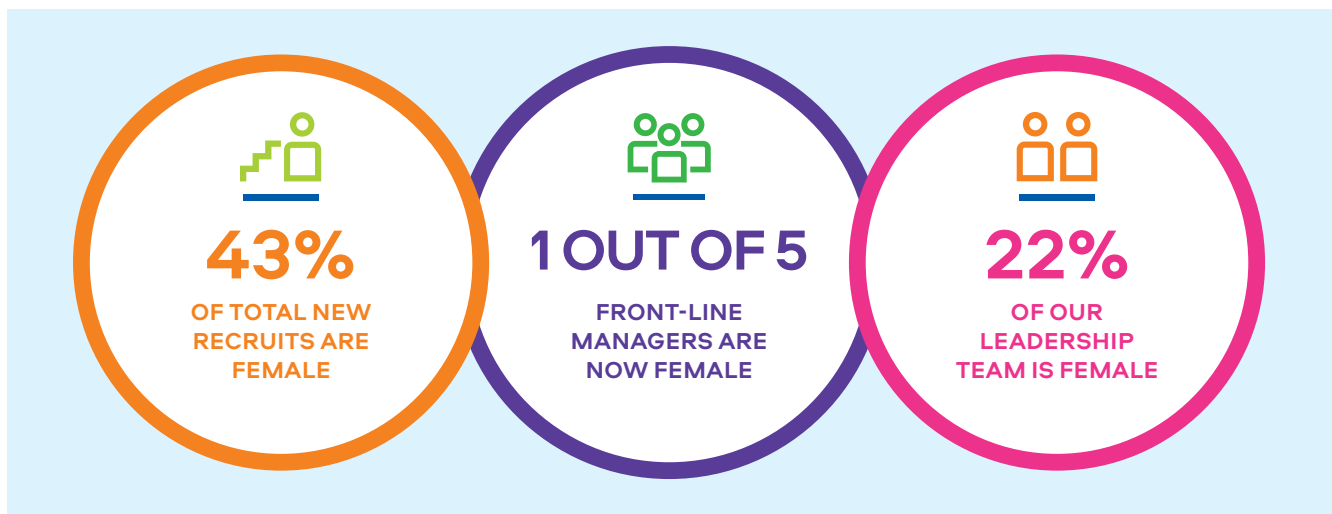 43%
OF TOTAL NEW
RECRUITS ARE
FEMALE
1 OUT OF 5
FRONT-LINE
MANAGERS ARE
NOW FEMALE
22%
OF OUR
LEADERSHIP
TEAM IS FEMALE